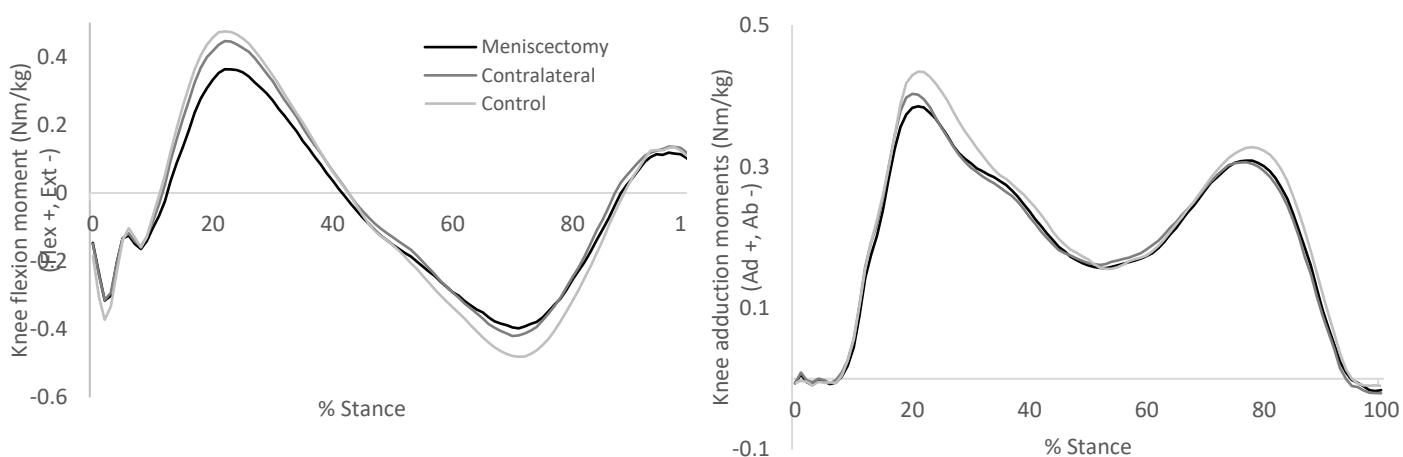 Knee flexion moment (Nm/kg)
(Flex +, Ext -)
0.4
0.2
0
-0.2
-0.4
-0.6
0
20
40
60
80
1
% Stance
Meniscectomy
Contralateral
Control
Knee adduction moments (Nm/kg)
(Ad +, Ab -)
0.5
0.3
0.1
-0.1
0
20
40
60
80
100
% Stance